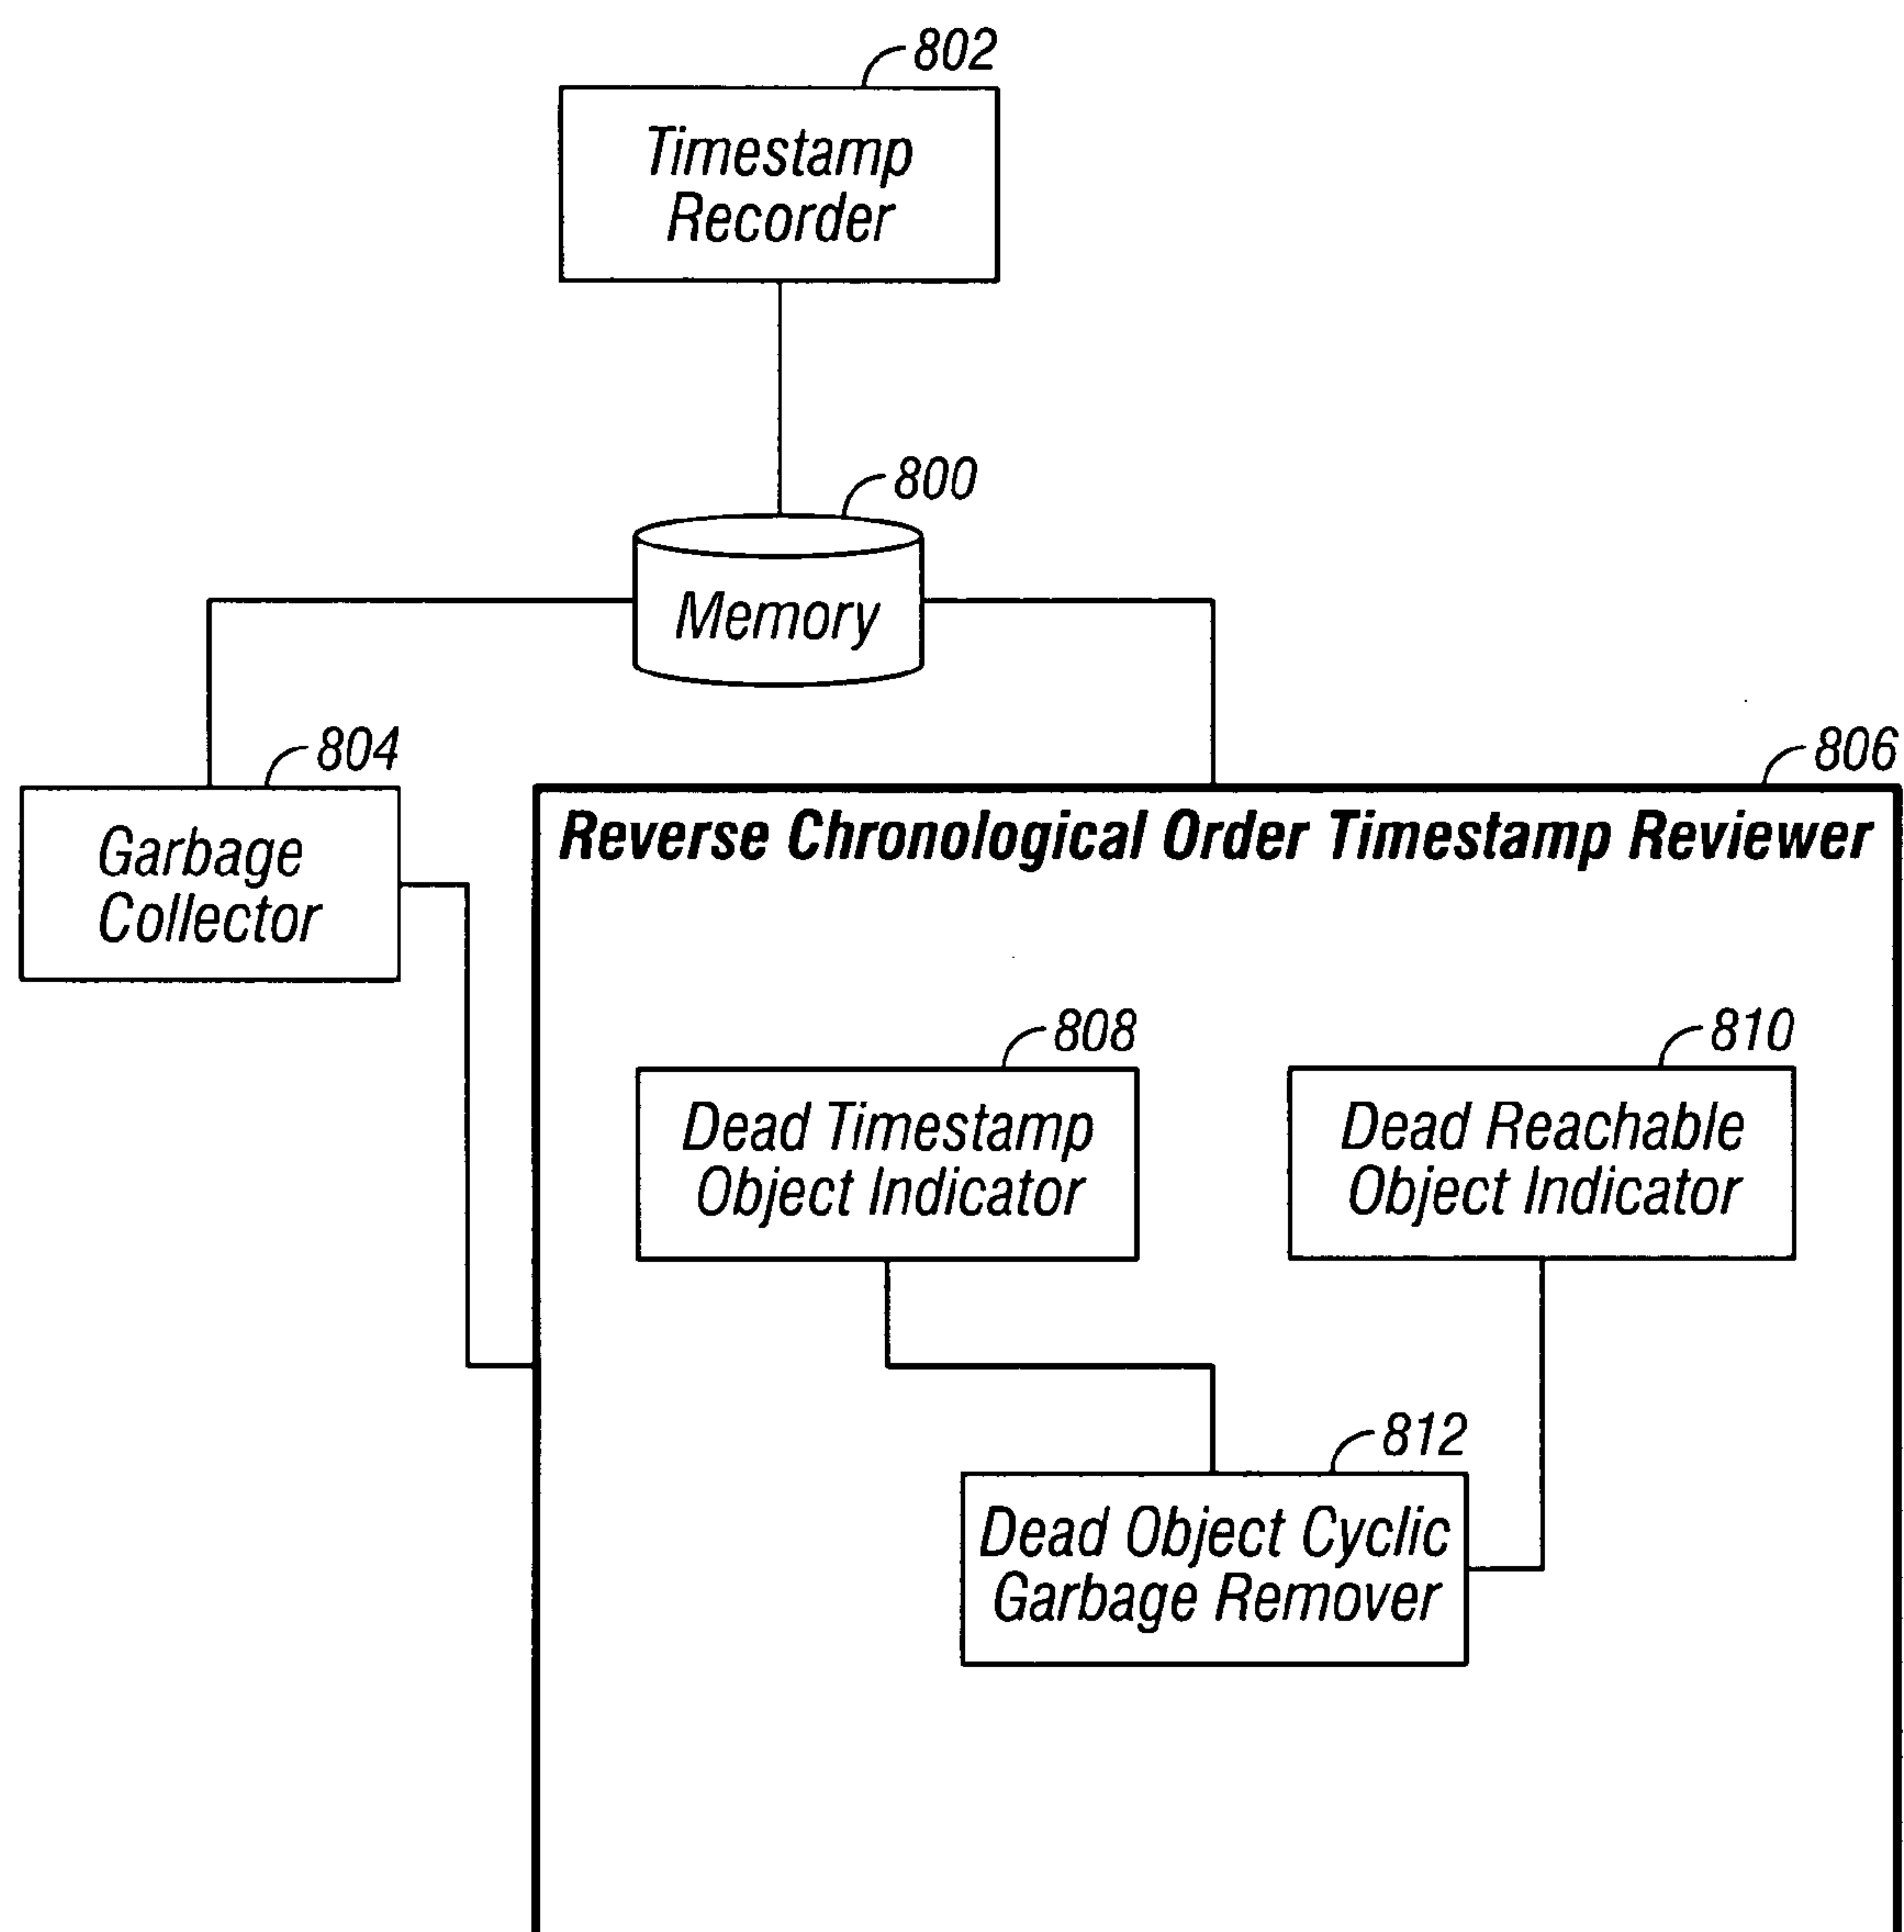 802
Timestamp
Recorder
800
Memory
804
Garbage
Collector
806
Reverse Chronological Order Timestamp Reviewer
808
Dead Timestamp
Object Indicator
810
Dead Reachable
Object Indicator
812
Dead Object Cyclic
Garbage Remover